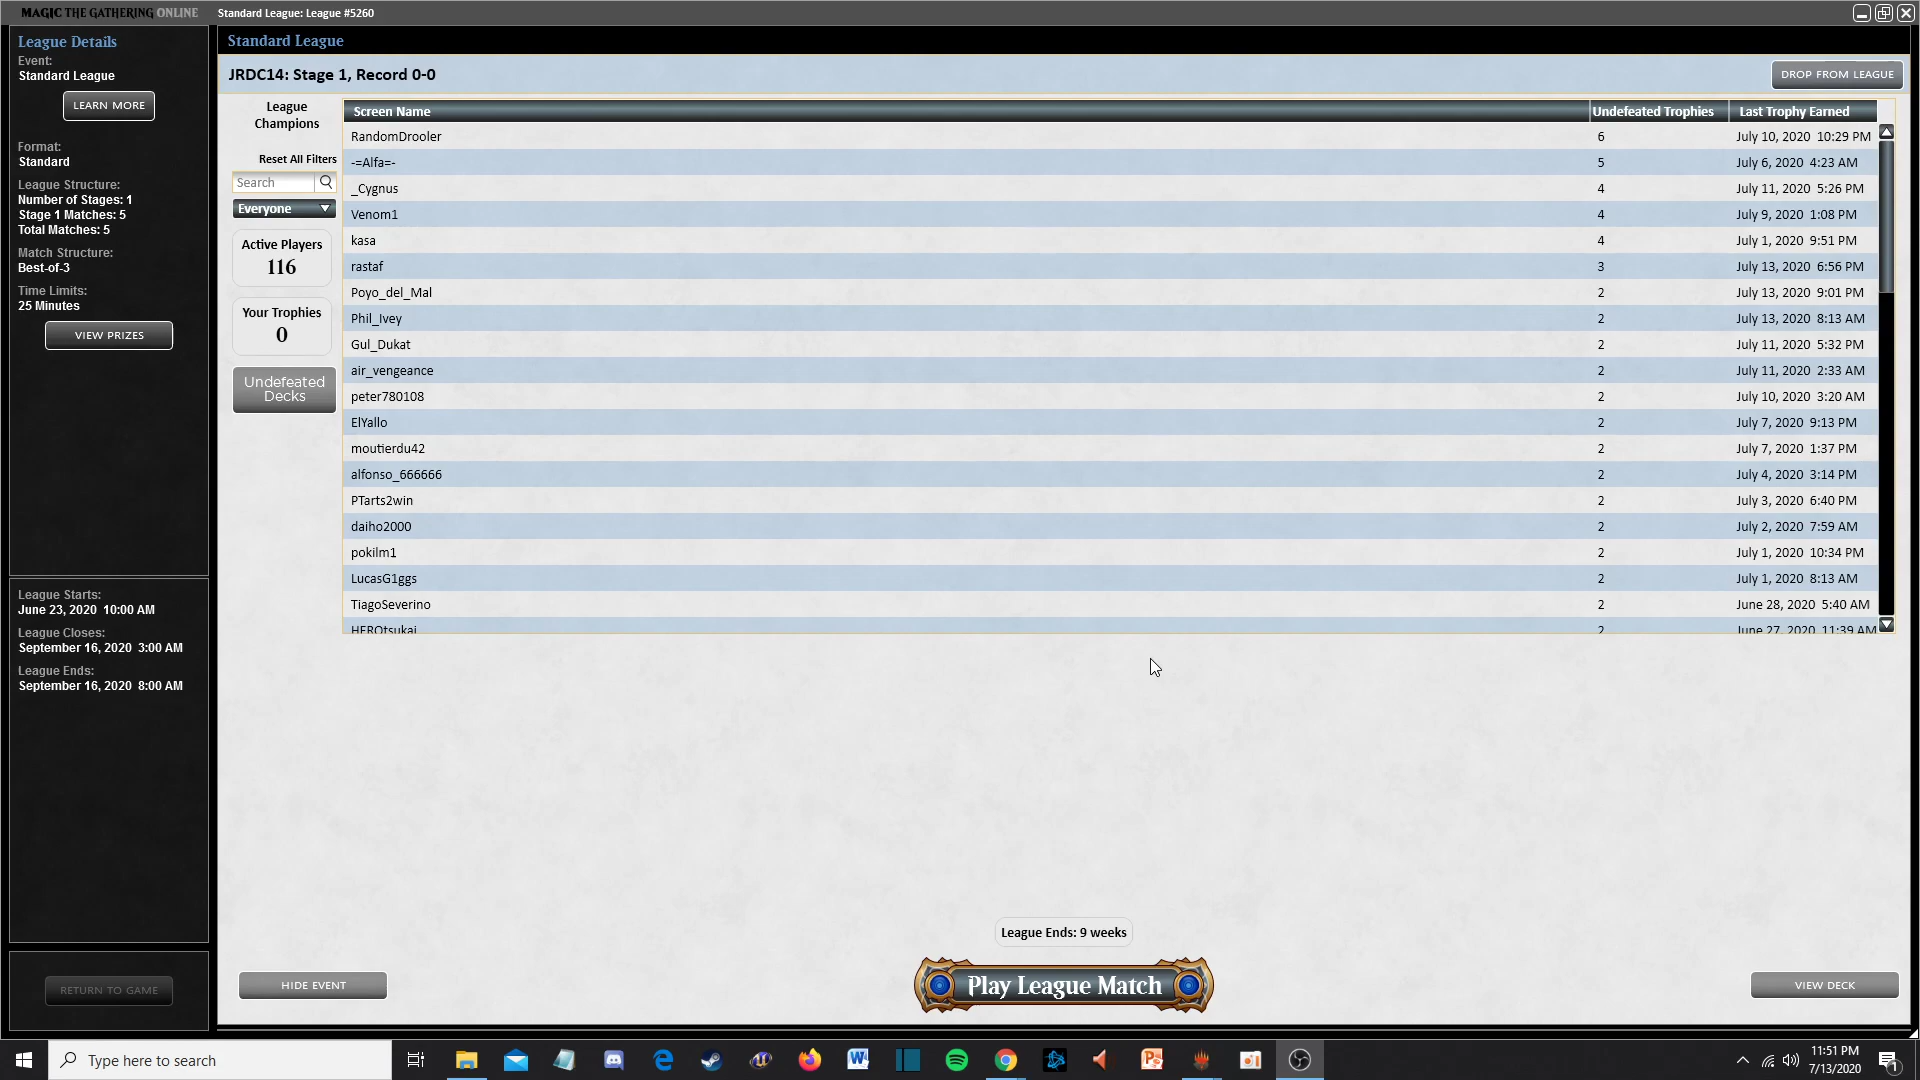 MAGIC THE GATHERING ONLINE
Standard League: League #5260
League Details
Event:
Standard League
LEARN MORE
Format:
Standard
League Structure:
Number of Stages: 1
Stage 1 Matches: 5
Total Matches: 5
Match Structure:
Best-of-3
Time Limits:
25 Minutes
VIEW PRIZES
League Starts:
June 23, 2020 10:00 AM
League Closes:
September 16, 2020 3:00 AM
League Ends:
September 16, 2020 8:00 AM
RETURN TO GAME
Standard League
JRDC14: Stage 1, Record 0-0
DROP FROM LEAGUE
League
Champions
Reset All Filters
Search
Everyone
Active Players
116
Your Trophies
0
Undefeated
Decks
Screen Name Undefeated Trophies Last Trophy Earned
RandomDrooler 6 July 10, 2020 10:29 PM
-=Alfa=- 5 July 6, 2020 4:23 AM
_Cygnus 4 July 11, 2020 5:26 PM
Venom1 4 July 9, 2020 1:08 PM
kasa 4 July 1, 2020 9:51 PM
rastaf 3 July 13, 2020 6:56 PM
Poyo_del_Mal 2 July 13, 2020 9:01 PM
Phil_Ivey 2 July 13, 2020 8:13 AM
Gul_Dukat 2 July 11, 2020 5:32 PM
air_vengeance 2 July 11, 2020 2:33 AM
peter780108 2 July 10, 2020 3:20 AM
ElYallo 2 July 7, 2020 9:13 PM
moutierdu42 2 July 7, 2020 1:37 PM
alfonso_666666 2 July 4, 2020 3:14 PM
PTarts2win 2 July 3, 2020 6:40 PM
daiho2000 2 July 2, 2020 7:59 AM
pokilm1 2 July 1, 2020 10:34 PM
LucasG1ggs 2 July 1, 2020 8:13 AM
TiagoSeverino 2 June 28, 2020 5:40 AM
HEROtsukai 2 June 27, 2020 11:39 AM
League Ends: 9 weeks
HIDE EVENT
Play League Match
VIEW DECK
Type here to search
11:51 PM
7/13/2020
1